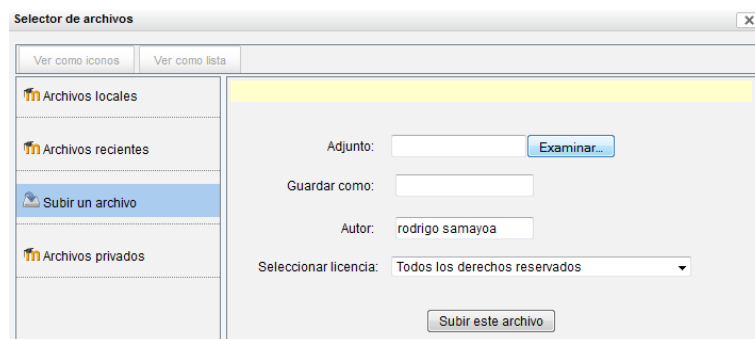 Selector de archivos
Ver como iconos Ver como lista
Archivos locales
Archivos recientes
Subir un archivo
Archivos privados
Adjunto: Examinar...
Guardar como:
Autor: rodrigo samayoa
Seleccionar licencia: Todos los derechos reservados
Subir este archivo